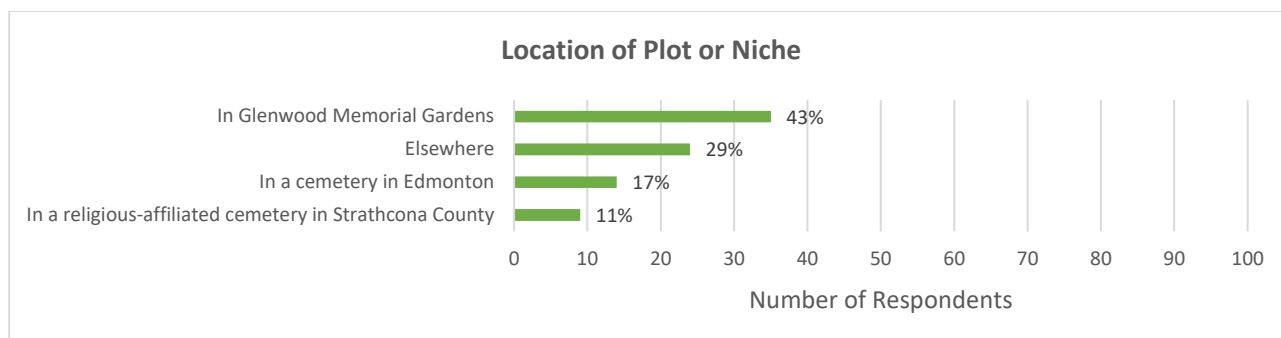 Location of Plot or Niche
In Glenwood Memorial Gardens 43%
Elsewhere 29%
In a cemetery in Edmonton 17%
In a religious-affiliated cemetery in Strathcona County 11%
0 10 20 30 40 50 60 70 80 90 100
Number of Respondents